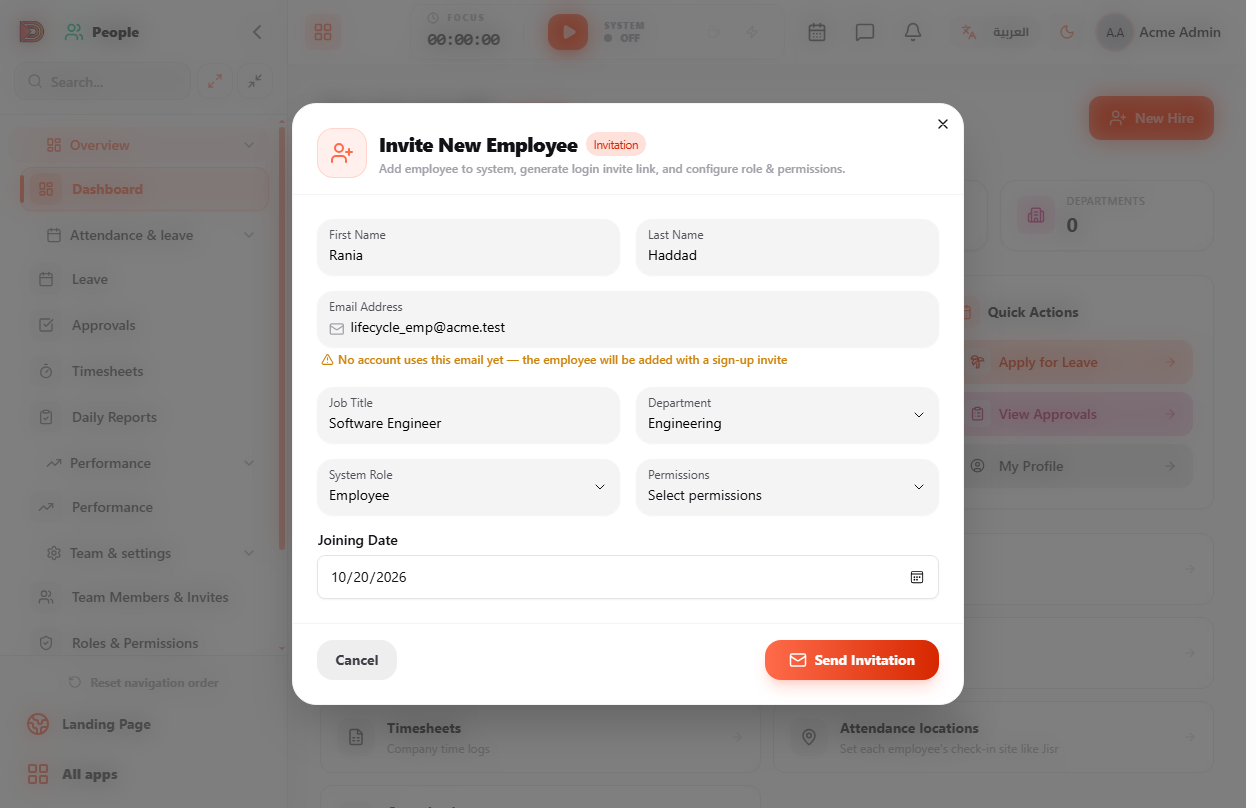 People
FOCUS
00:00:00
SYSTEM
OFF
العربية
A.A
Acme Admin
Search...
New Hire
Overview
Dashboard
Attendance & leave
Leave
Approvals
Timesheets
Daily Reports
Performance
Performance
Team & settings
Team Members & Invites
Roles & Permissions
Reset navigation order
Landing Page
All apps
Invite New Employee
Invitation
Add employee to system, generate login invite link, and configure role & permissions.
First Name
Rania
Last Name
Haddad
Email Address
lifecycle_emp@acme.test
No account uses this email yet — the employee will be added with a sign-up invite
Job Title
Software Engineer
Department
Engineering
System Role
Employee
Permissions
Select permissions
Joining Date
10/20/2026
Cancel
Send Invitation
DEPARTMENTS
0
Quick Actions
Apply for Leave
View Approvals
My Profile
Timesheets
Company time logs
Attendance locations
Set each employee's check-in site like Jisr